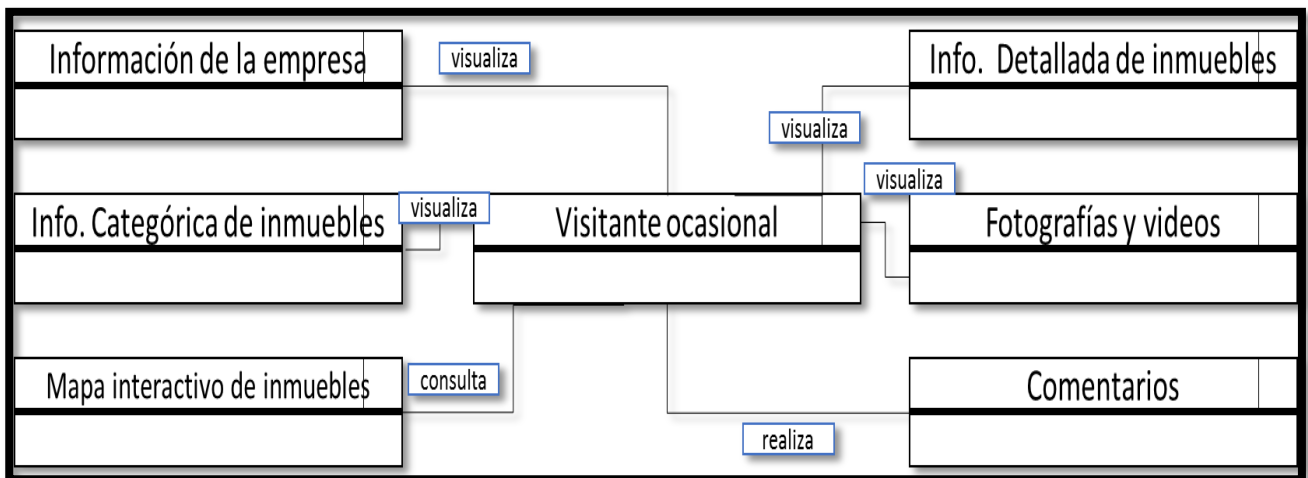 Información de la empresa
visualiza
Info. Detallada de inmuebles
visualiza
visualiza
Info. Categórica de inmuebles
visualiza
Visitante ocasional
Fotografías y videos
Mapa interactivo de inmuebles
consulta
Comentarios
realiza